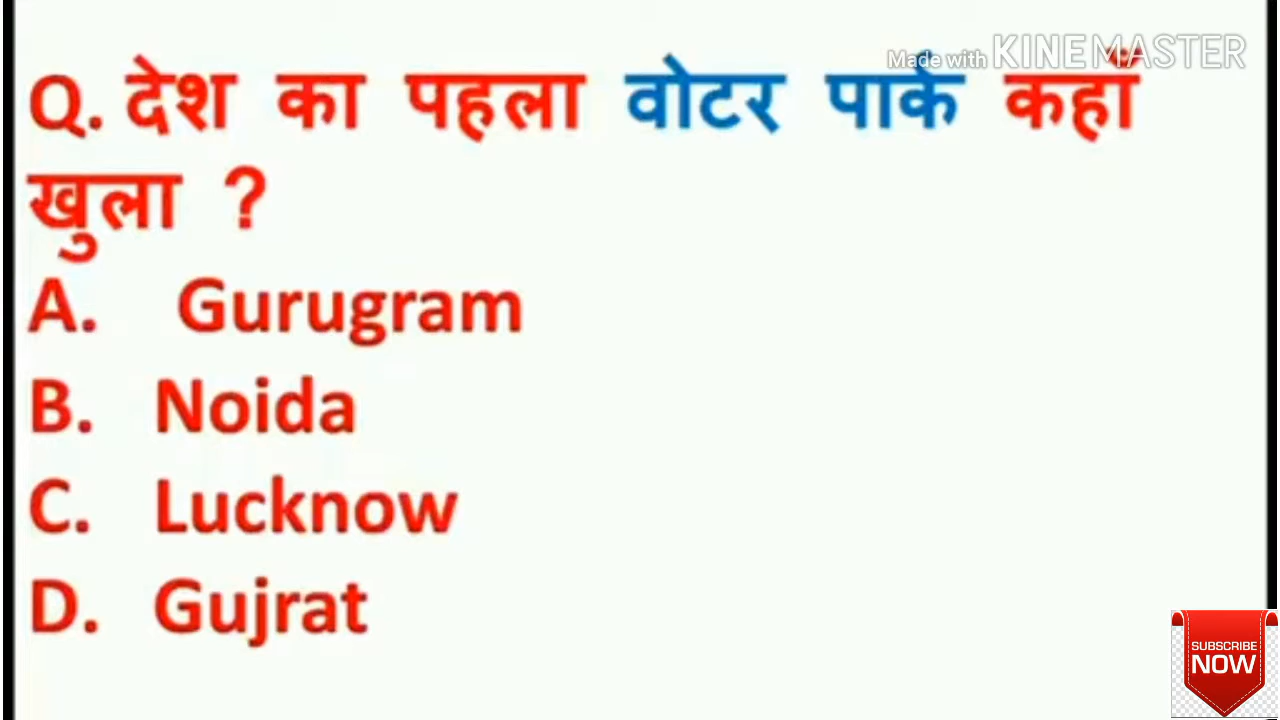 Made with KINEMASTER
Q. देश का पहला वोटर पार्क कहाँ
खुला ?
A. Gurugram
B. Noida
C. Lucknow
D. Gujrat
SUBSCRIBE
NOW